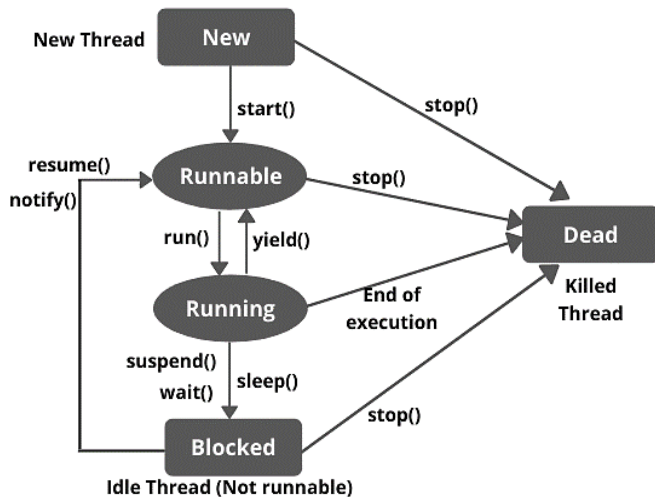 New Thread
New
start()
stop()
resume()
notify()
Runnable
stop()
run()
yield()
Dead
Killed
Thread
Running
End of
execution
suspend()
wait()
sleep()
stop()
Blocked
Idle Thread (Not runnable)